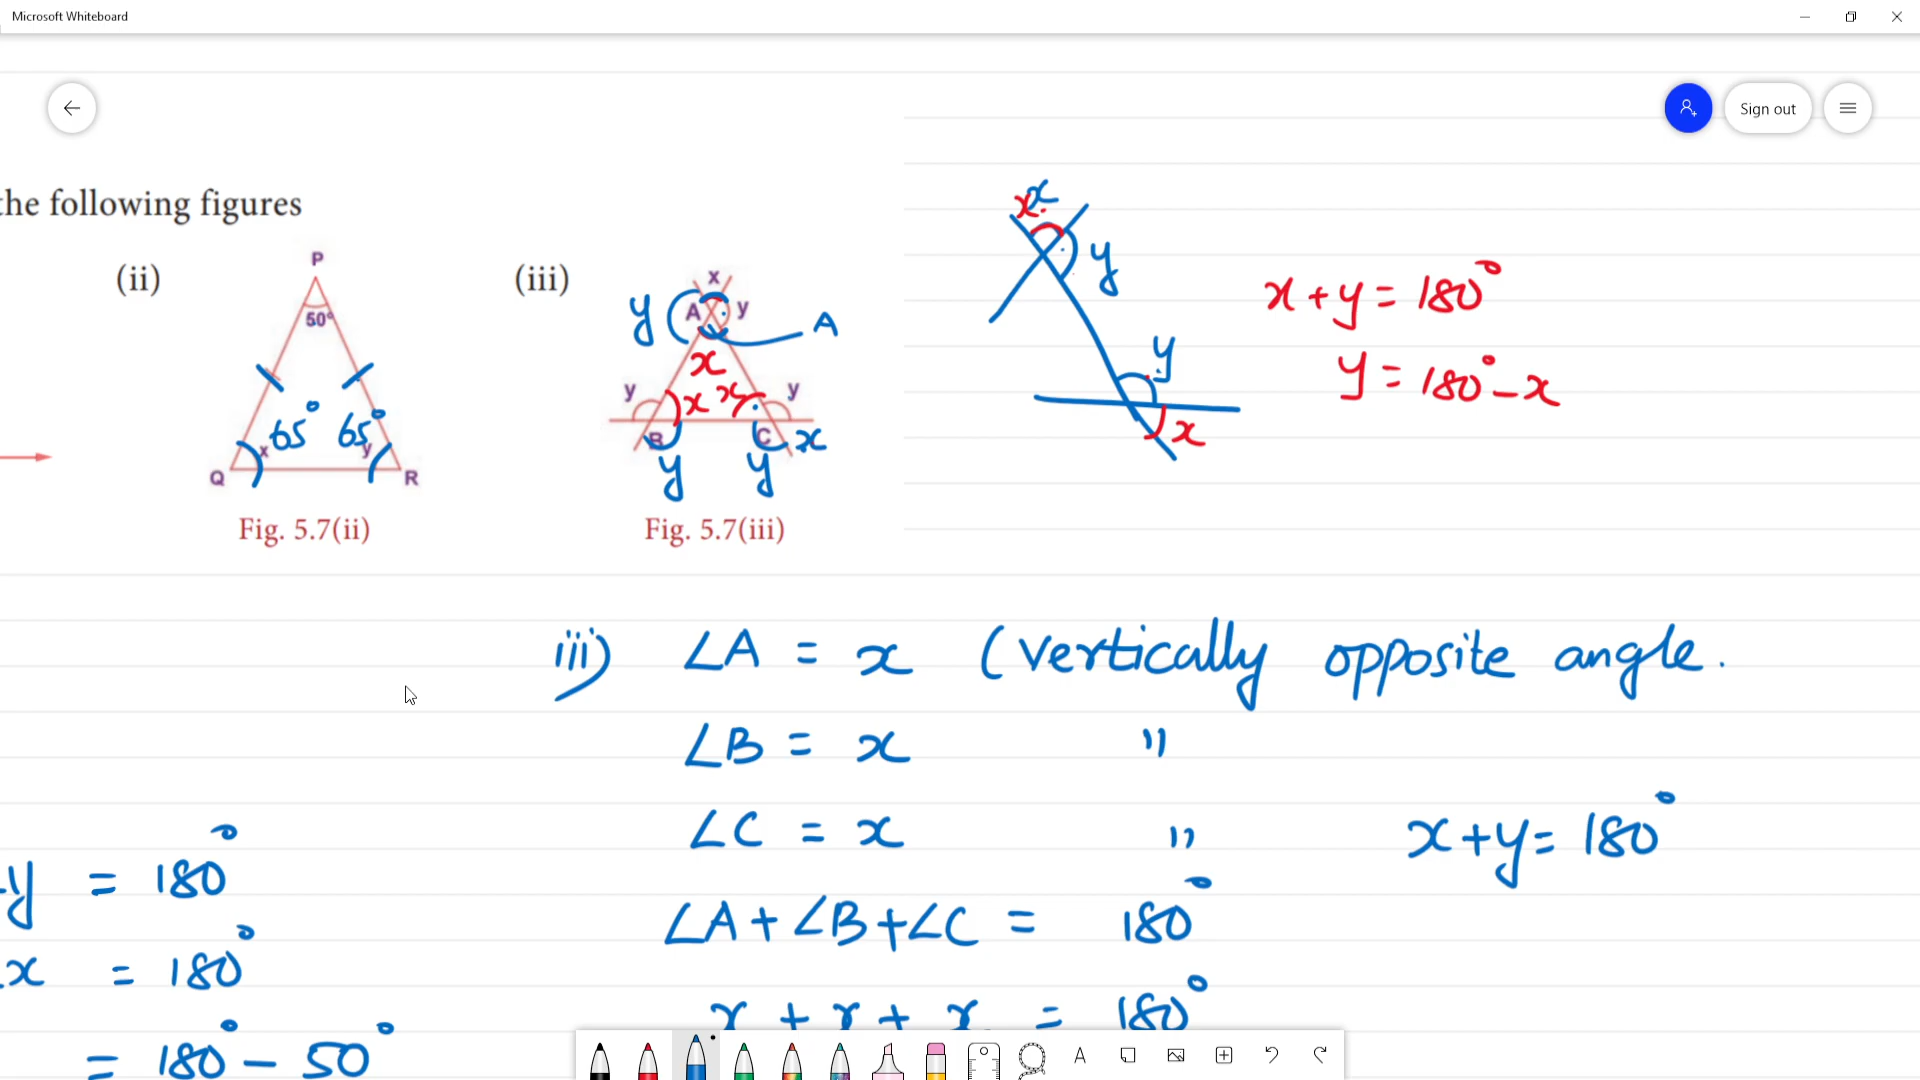 Microsoft Whiteboard
Sign out
the following figures
(ii)
P
50°
65° 65°
x y
Q R
Fig. 5.7(ii)
(iii)
x
y A y A
x
y x x y
B C x
y y
Fig. 5.7(iii)
x x
y
y
x
x + y = 180°
y = 180° - x
iii) ∠A = x (vertically opposite angle.
∠B = x "
∠C = x "
x + y = 180°
∠A + ∠B + ∠C = 180°
x + x + x = 180°
y = 180°
x = 180°
= 180° - 50°
A